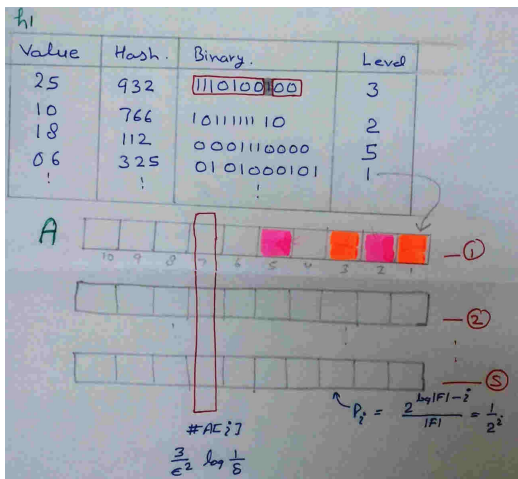 h1
Value Hash. Binary. Level
25 932 1110100100 3
10 766 1011111110 2
18 112 0001110000 5
06 325 0101000101 1
! ! !
A
10 9 8 7 6 5 4 3 2 1
①
②
⑤
#A[i]
3/ε² log 1/δ
P_i = 2^(log|F|-i)/|F| = 1/2^i